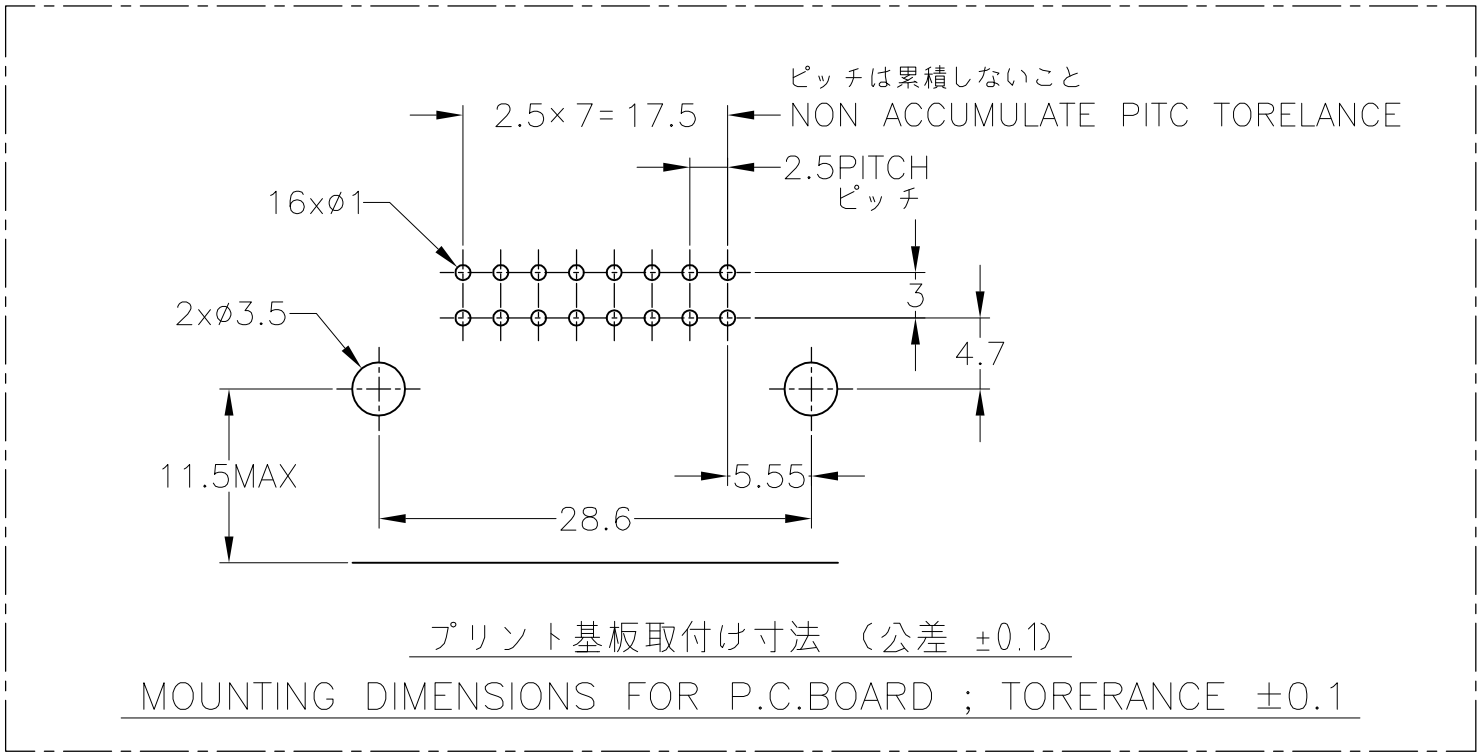 ピッチは累積しないこと
2.5×7=17.5
NON ACCUMULATE PITC TORELANCE
2.5PITCH
ピッチ
16xø1
3
2xø3.5
4.7
11.5MAX
5.55
28.6
プリント基板取付け寸法 (公差 ±0.1)
MOUNTING DIMENSIONS FOR P.C.BOARD ; TORERANCE ±0.1